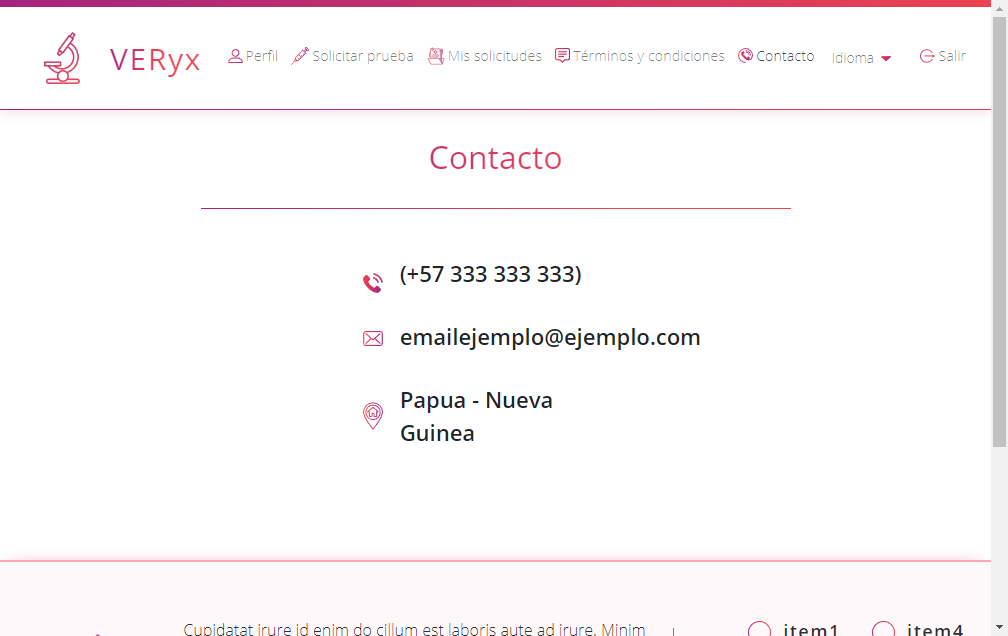 VERyx
Perfil Solicitar prueba Mis solicitudes Términos y condiciones Contacto Idioma Salir
Contacto
(+57 333 333 333)
emailejemplo@ejemplo.com
Papua - Nueva
Guinea
Cupidatat irure id enim do cillum est laboris aute ad irure. Minim
item1 item4